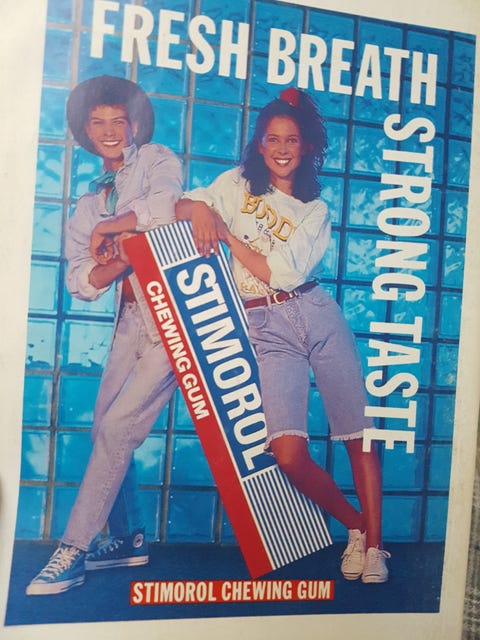 FRESH BREATH
STRONG TASTE
STIMOROL
CHEWING GUM
STIMOROL CHEWING GUM